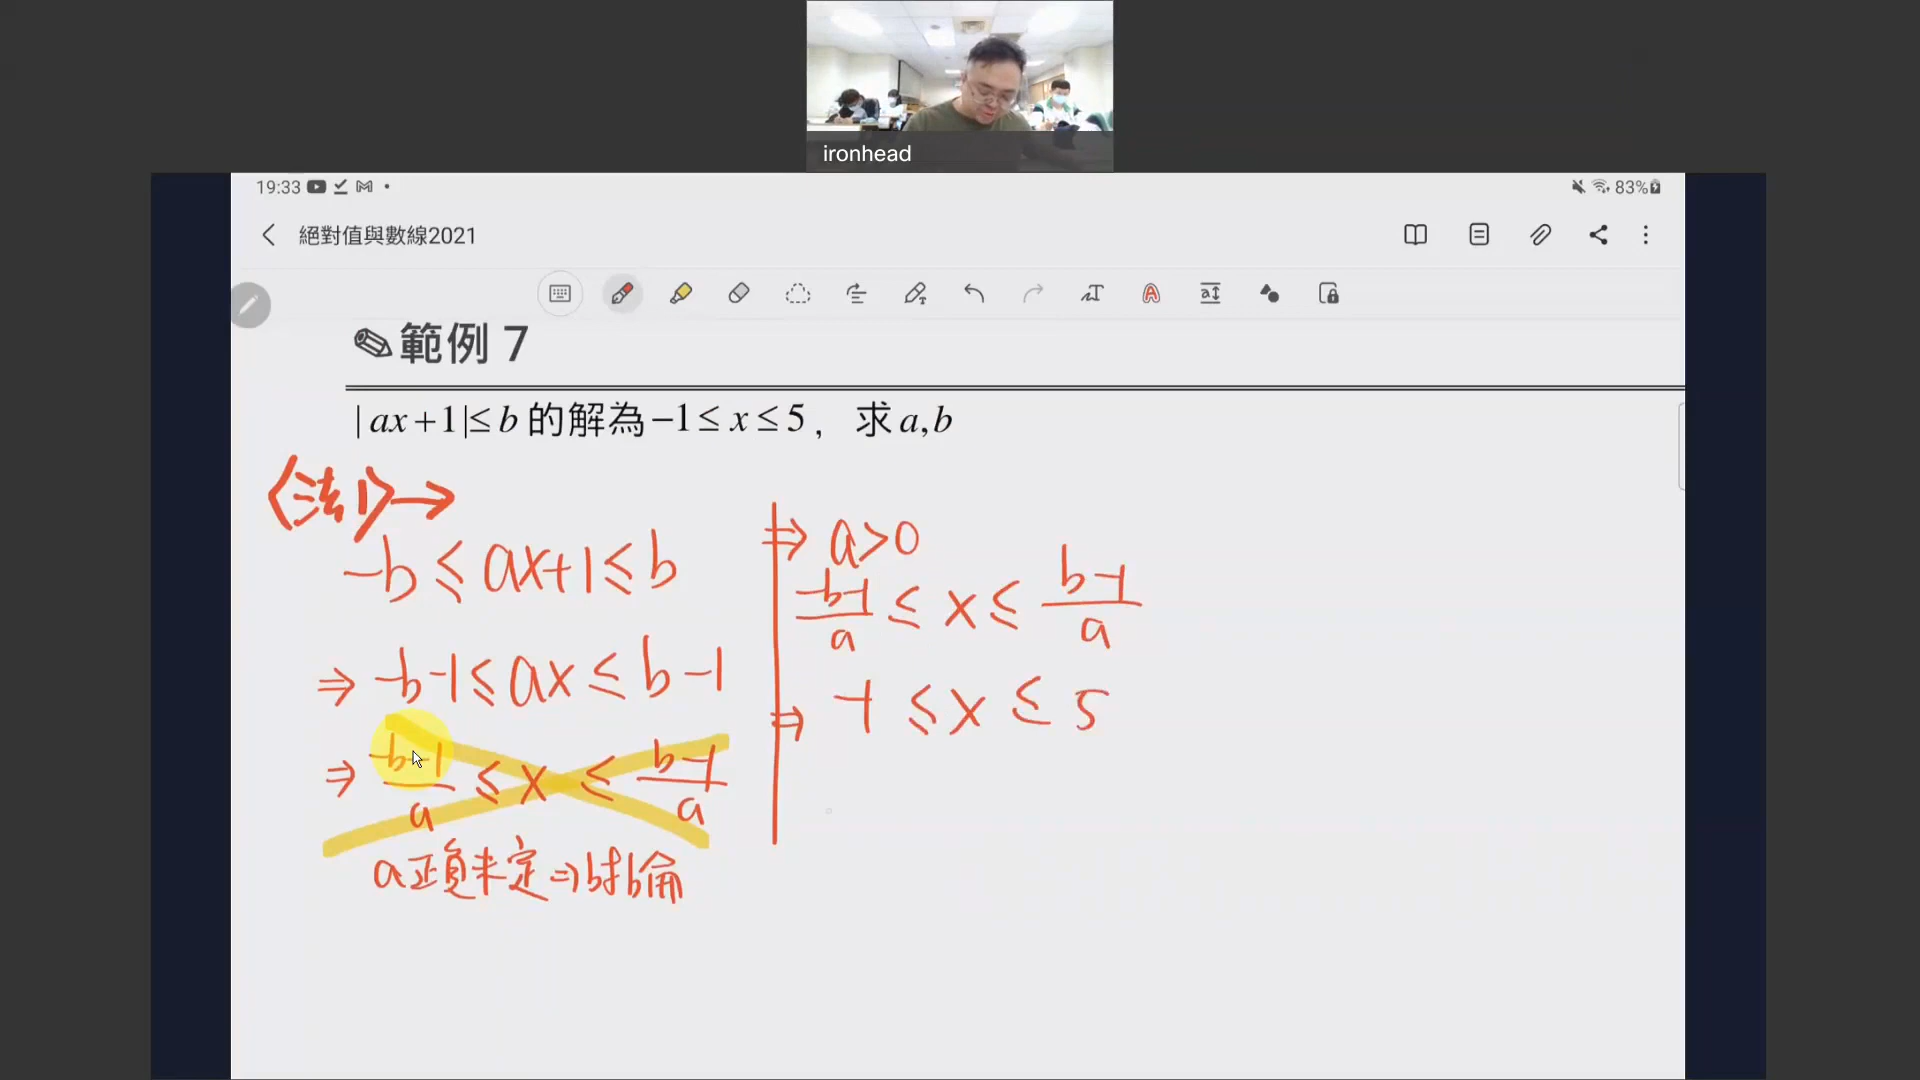 ironhead
19:33
83%
絕對值與數線2021
範例 7
|ax+1|≤b 的解為 −1≤x≤5，求 a,b
〈法1〉→
−b ≤ ax+1 ≤ b
⇒ −b−1 ≤ ax ≤ b−1
⇒ (−b−1)/a ≤ x ≤ (b−1)/a
a正負未定⇒討論
⇒ a>0
(−b−1)/a ≤ x ≤ (b−1)/a
⇒ −1 ≤ x ≤ 5